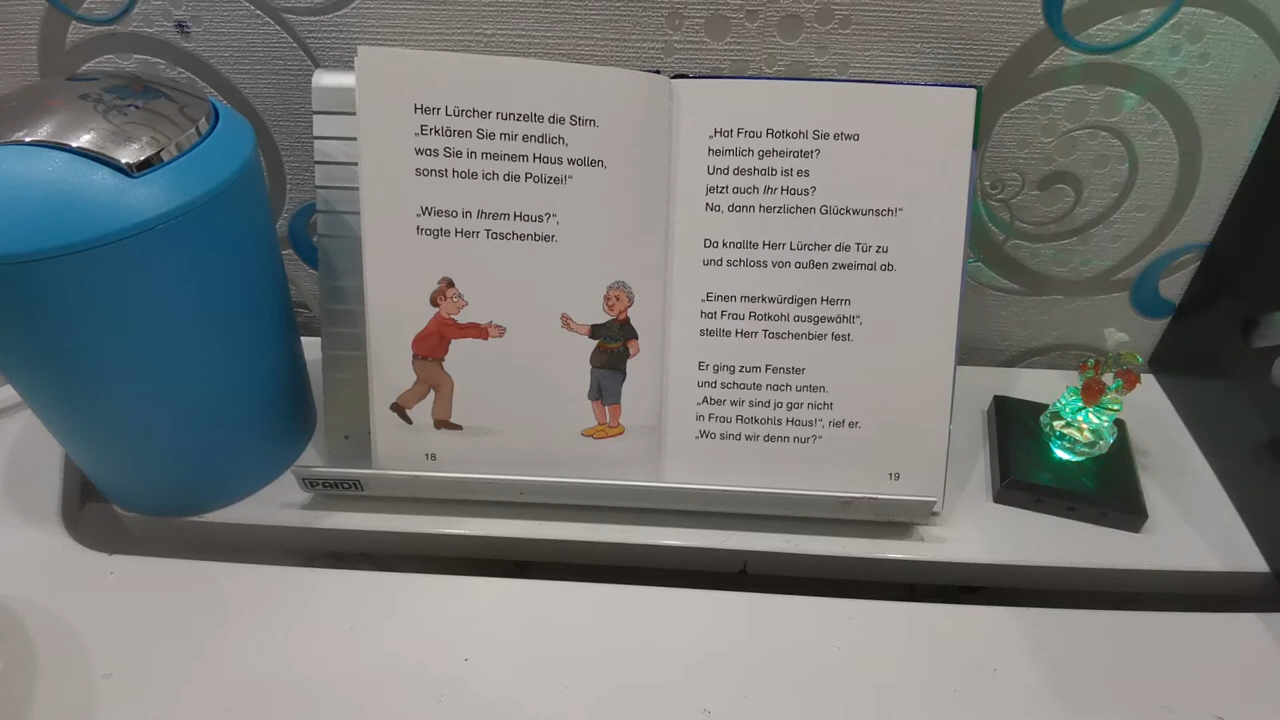 Herr Lürcher runzelte die Stirn.
„Erklären Sie mir endlich,
was Sie in meinem Haus wollen,
sonst hole ich die Polizei!“
„Wieso in Ihrem Haus?“,
fragte Herr Taschenbier.
18
„Hat Frau Rotkohl Sie etwa
heimlich geheiratet?
Und deshalb ist es
jetzt auch Ihr Haus?
Na, dann herzlichen Glückwunsch!“
Da knallte Herr Lürcher die Tür zu
und schloss von außen zweimal ab.
„Einen merkwürdigen Herrn
hat Frau Rotkohl ausgewählt“,
stellte Herr Taschenbier fest.
Er ging zum Fenster
und schaute nach unten.
„Aber wir sind ja gar nicht
in Frau Rotkohls Haus!“, rief er.
„Wo sind wir denn nur?“
19
PAIDI